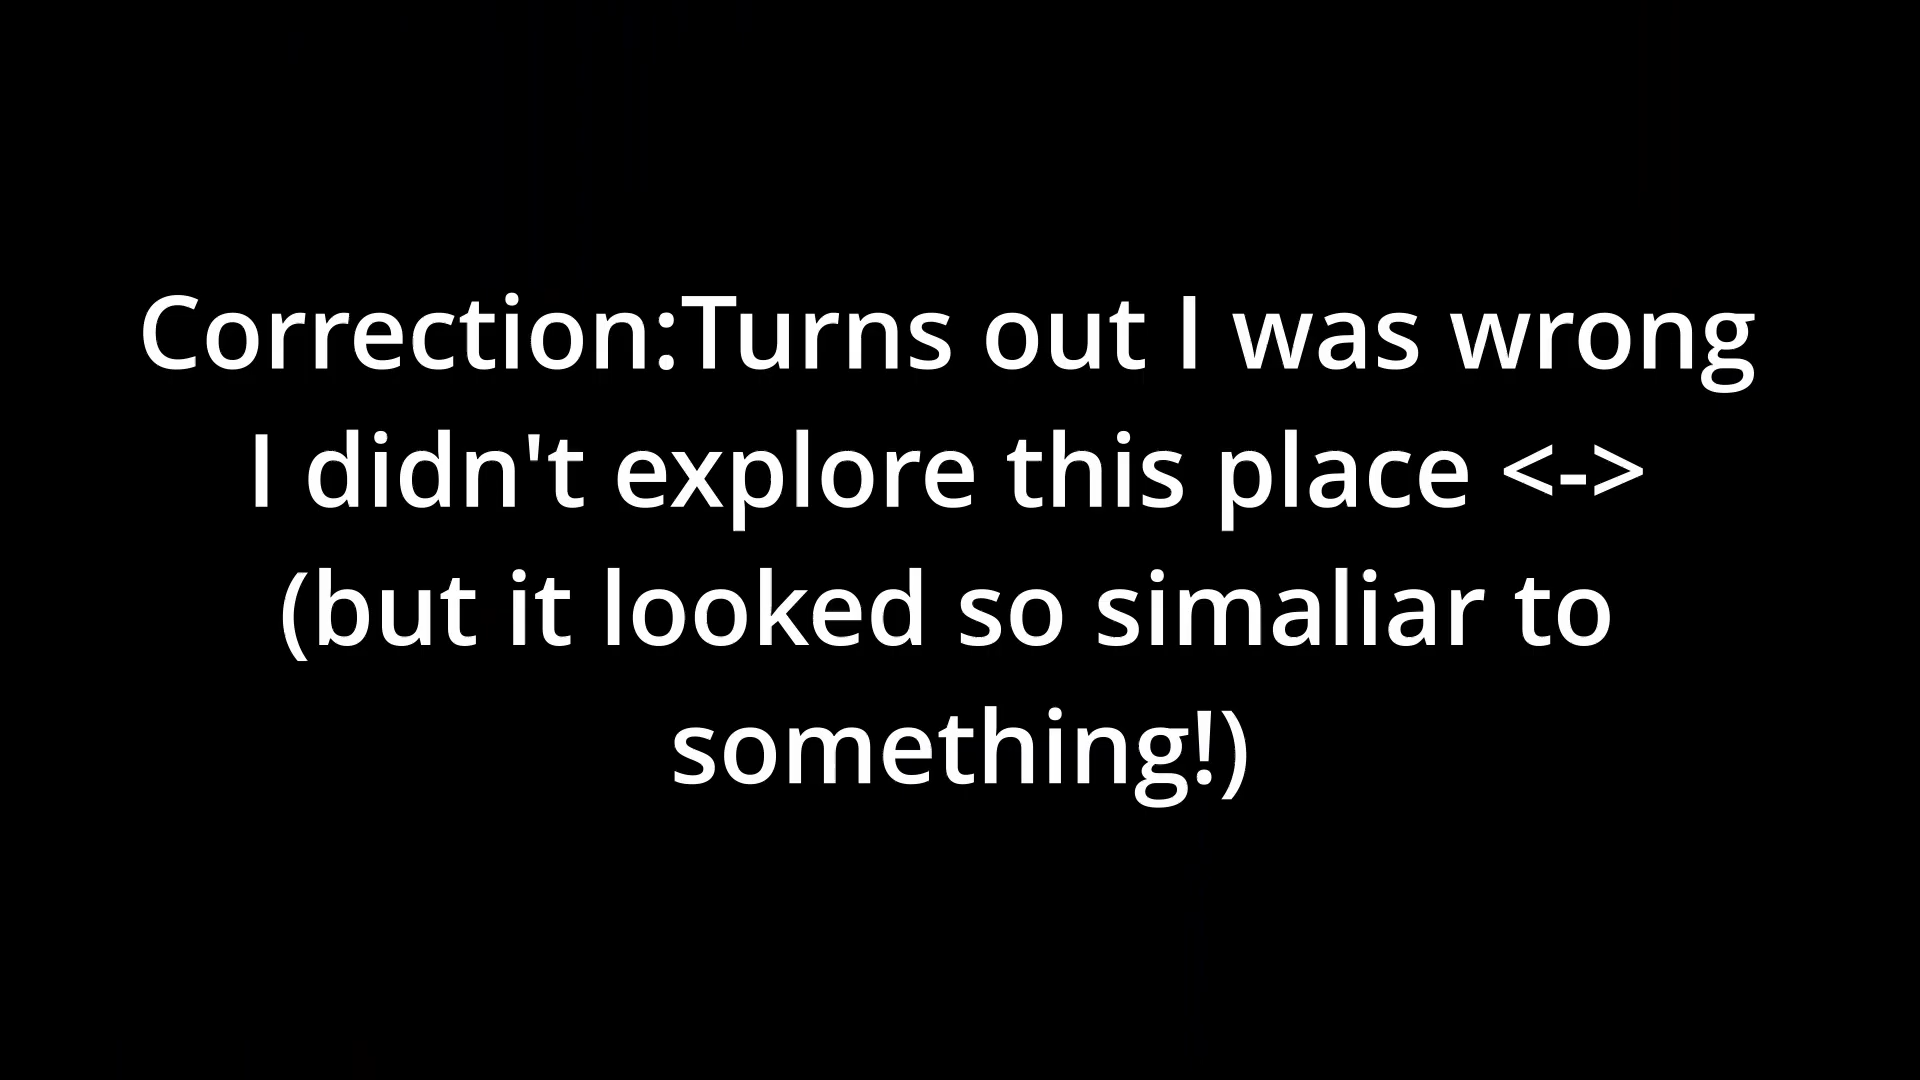 Correction:Turns out I was wrong
I didn't explore this place <->
(but it looked so simaliar to
something!)